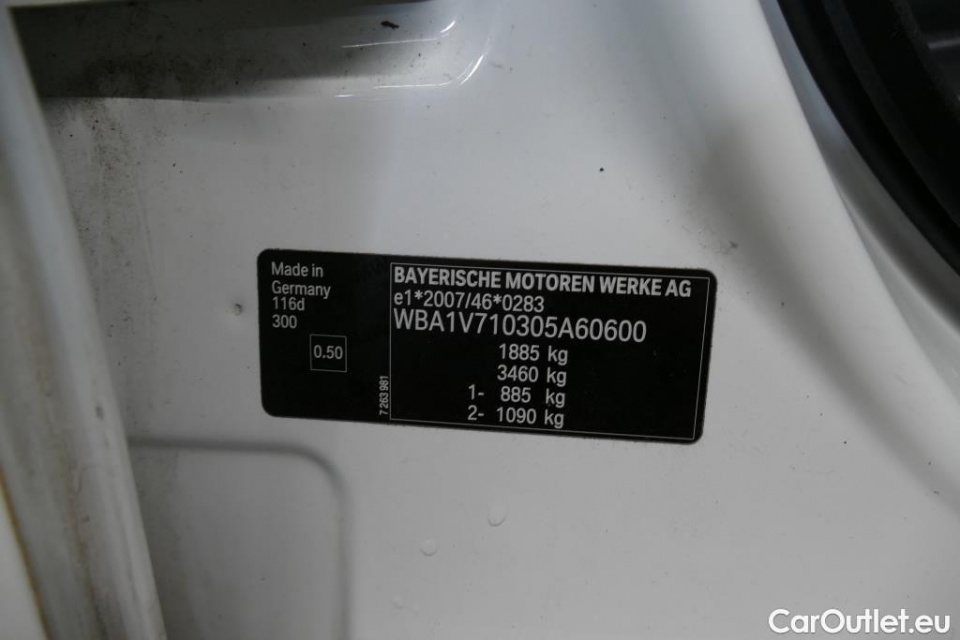 Made in
Germany
116d
300
0.50
7 263 981
BAYERISCHE MOTOREN WERKE AG
e1*2007/46*0283
WBA1V710305A60600
1885 kg
3460 kg
1- 885 kg
2- 1090 kg
CarOutlet.eu